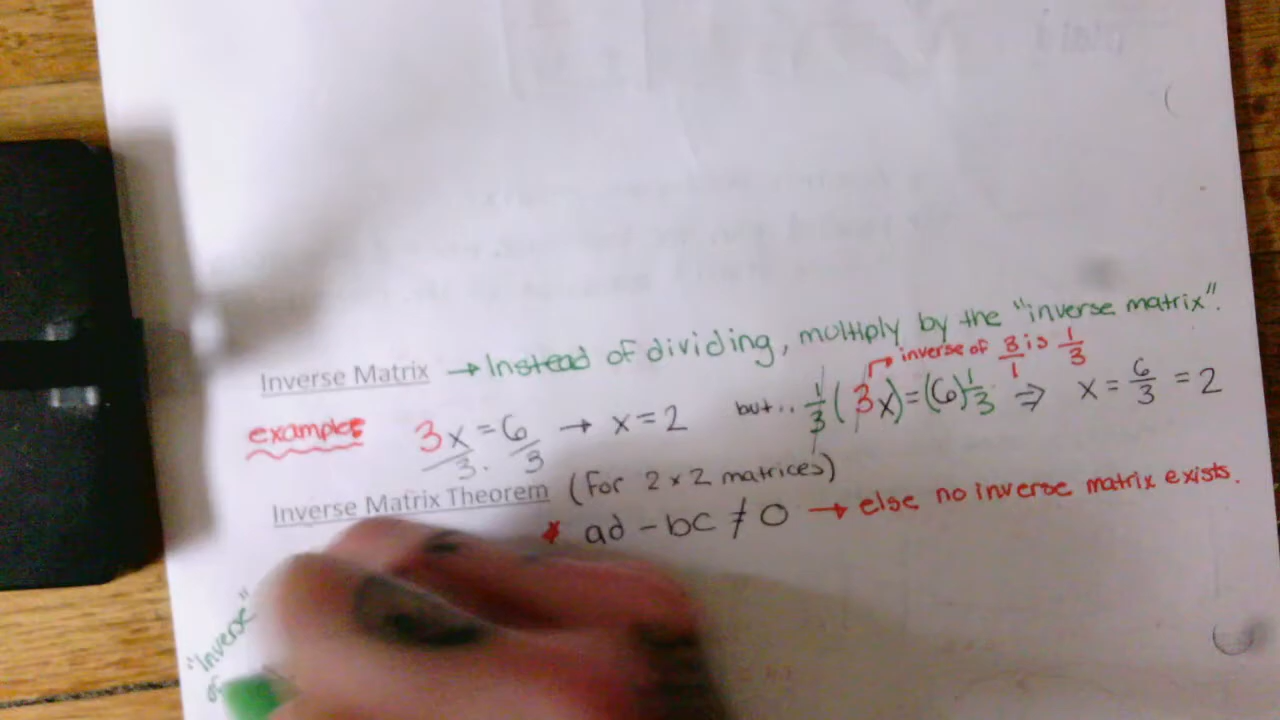 Inverse Matrix → Instead of dividing, multiply by the "inverse matrix".
inverse of 3/1 is 1/3
example: 3x/3 = 6/3 → x = 2 but.. 1/3 (3x) = (6) 1/3 ⇒ x = 6/3 = 2
Inverse Matrix Theorem (for 2 x 2 matrices)
* ad - bc ≠ 0 → else no inverse matrix exists.
"inverse"